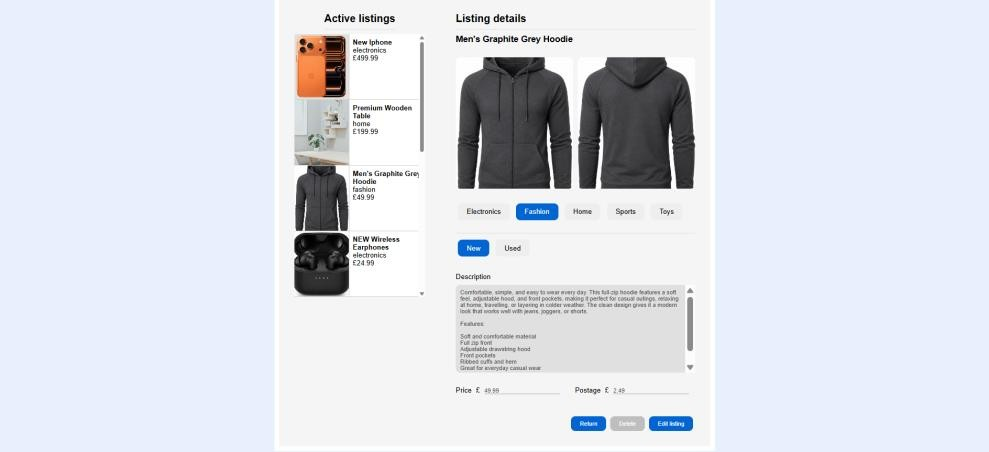 Active listings
New Iphone
electronics
£499.99
Premium Wooden
Table
home
£199.99
Men's Graphite Grey
Hoodie
fashion
£49.99
NEW Wireless
Earphones
electronics
£24.99
Listing details
Men's Graphite Grey Hoodie
Electronics Fashion Home Sports Toys
New Used
Description
Comfortable, simple, and easy to wear every day. This full-zip hoodie features a soft
feel, adjustable hood, and front pockets, making it perfect for casual outings, relaxing
at home, travelling, or layering in colder weather. The clean design gives it a modern
look that works well with jeans, joggers, or shorts.
Features:
Soft and comfortable material
Full zip front
Adjustable drawstring hood
Front pockets
Ribbed cuffs and hem
Great for everyday casual wear
Price £ 49.99 Postage £ 2.49
Return Delete Edit listing